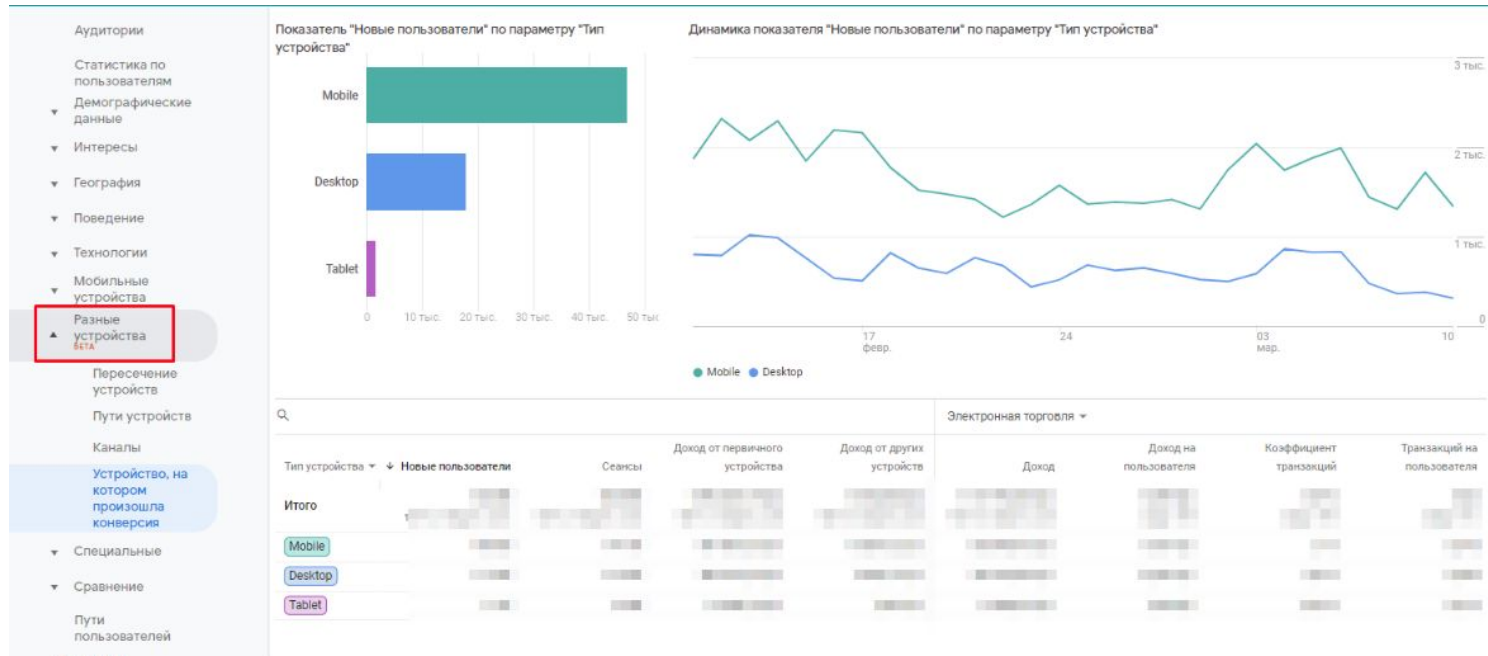 Аудитории
Статистика по
пользователям
Демографические
данные
Интересы
География
Поведение
Технологии
Мобильные
устройства
Разные
устройства
БЕТА
Пересечение
устройств
Пути устройств
Каналы
Устройство, на
котором
произошла
конверсия
Специальные
Сравнение
Пути
пользователей
Показатель "Новые пользователи" по параметру "Тип
устройства"
Mobile
Desktop
Tablet
0 10 тыс. 20 тыс. 30 тыс. 40 тыс. 50 тыс
Динамика показателя "Новые пользователи" по параметру "Тип устройства"
3 тыс.
2 тыс.
1 тыс.
0
17 24 03 10
февр. мар.
Mobile Desktop
Электронная торговля
Тип устройства
Новые пользователи
Сеансы
Доход от первичного
устройства
Доход от других
устройств
Доход
Доход на
пользователя
Коэффициент
транзакций
Транзакций на
пользователя
Итого
Mobile
Desktop
Tablet